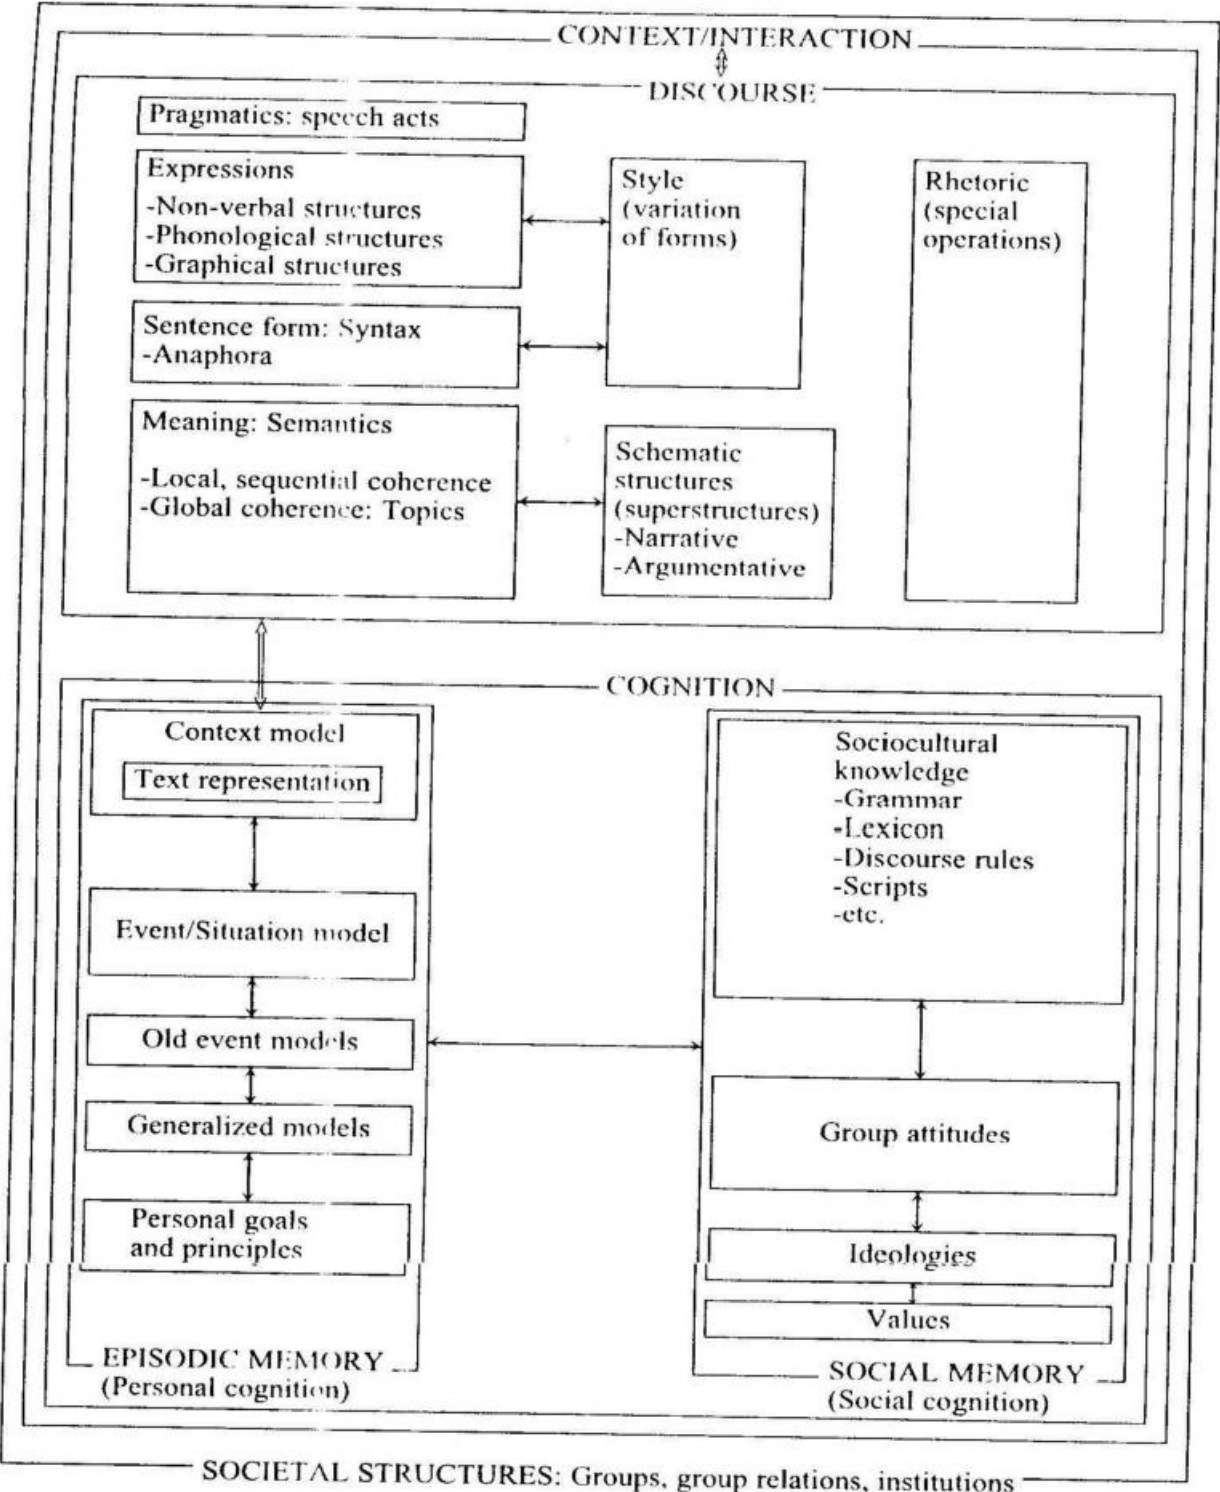 CONTEXT/INTERACTION
DISCOURSE
Pragmatics: speech acts
Expressions
-Non-verbal structures
-Phonological structures
-Graphical structures
Style
(variation
of forms)
Rhetoric
(special
operations)
Sentence form: Syntax
-Anaphora
Meaning: Semantics
-Local, sequential coherence
-Global coherence: Topics
Schematic
structures
(superstructures)
-Narrative
-Argumentative
COGNITION
Context model
Text representation
Event/Situation model
Old event models
Generalized models
Personal goals
and principles
EPISODIC MEMORY
(Personal cognition)
Sociocultural
knowledge
-Grammar
-Lexicon
-Discourse rules
-Scripts
-etc.
Group attitudes
Ideologies
Values
SOCIAL MEMORY
(Social cognition)
SOCIETAL STRUCTURES: Groups, group relations, institutions